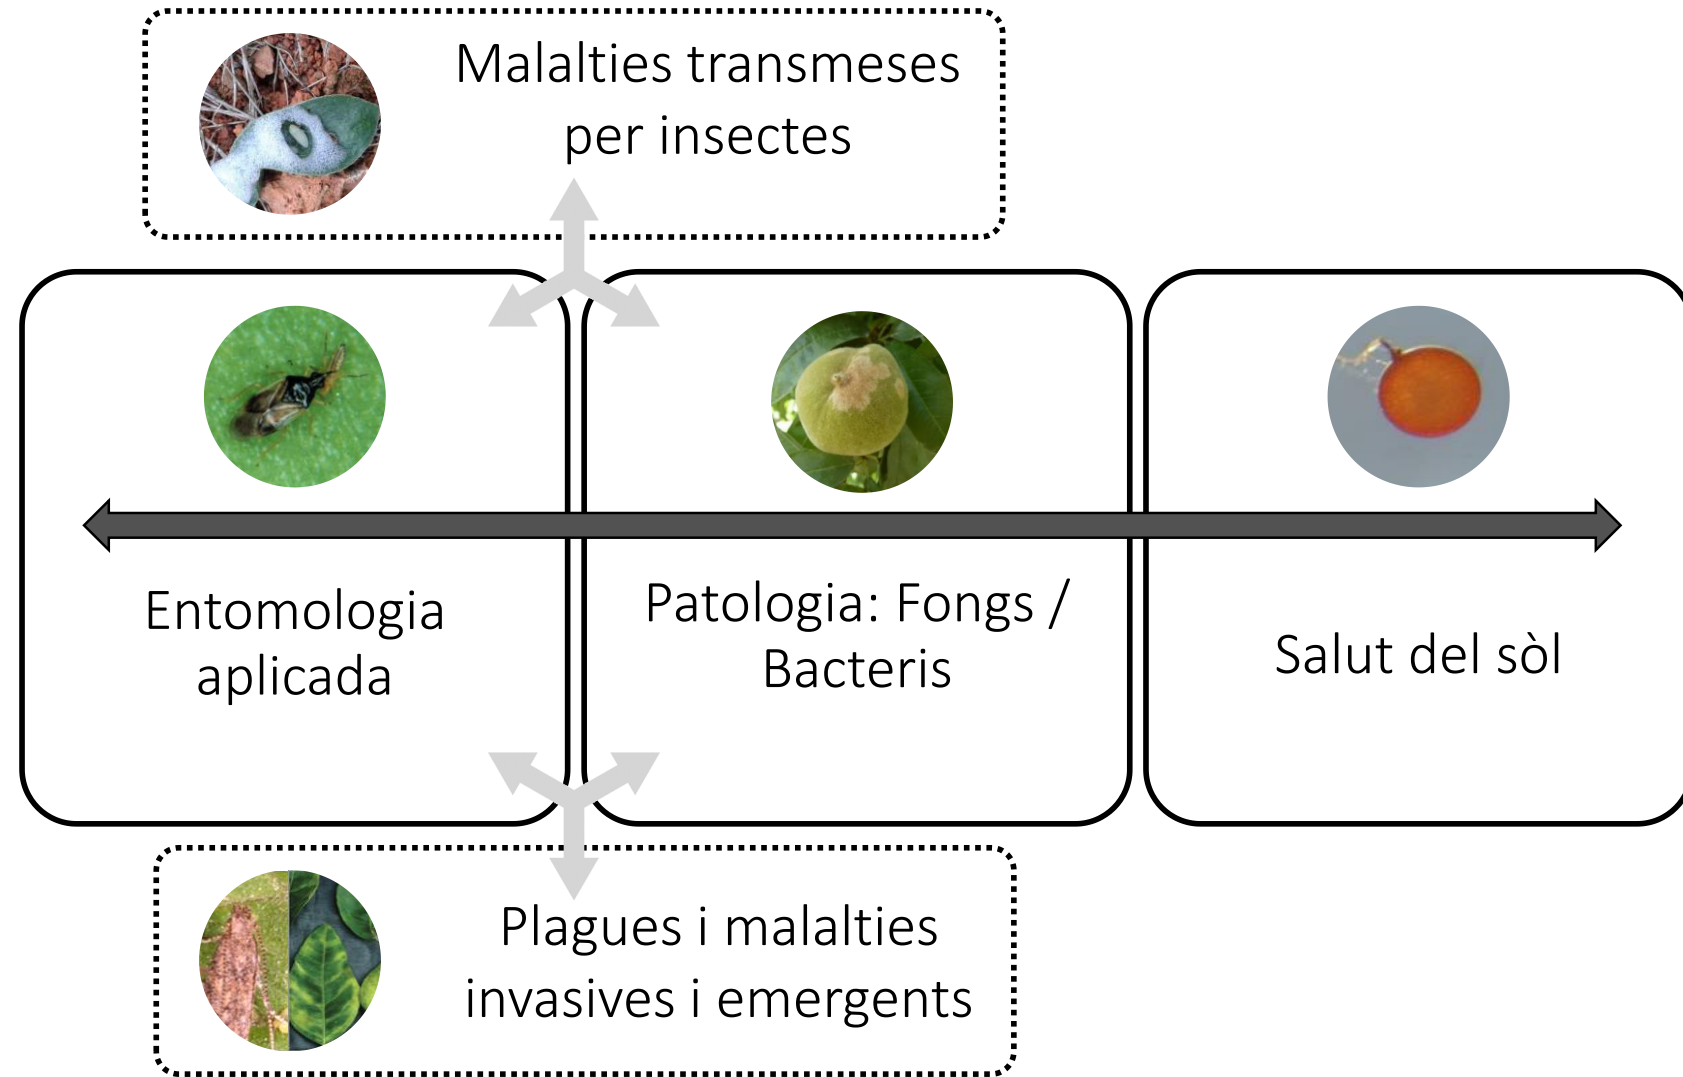 Malalties transmeses
per insectes
Entomologia
aplicada
Patologia: Fongs /
Bacteris
Salut del sòl
Plagues i malalties
invasives i emergents